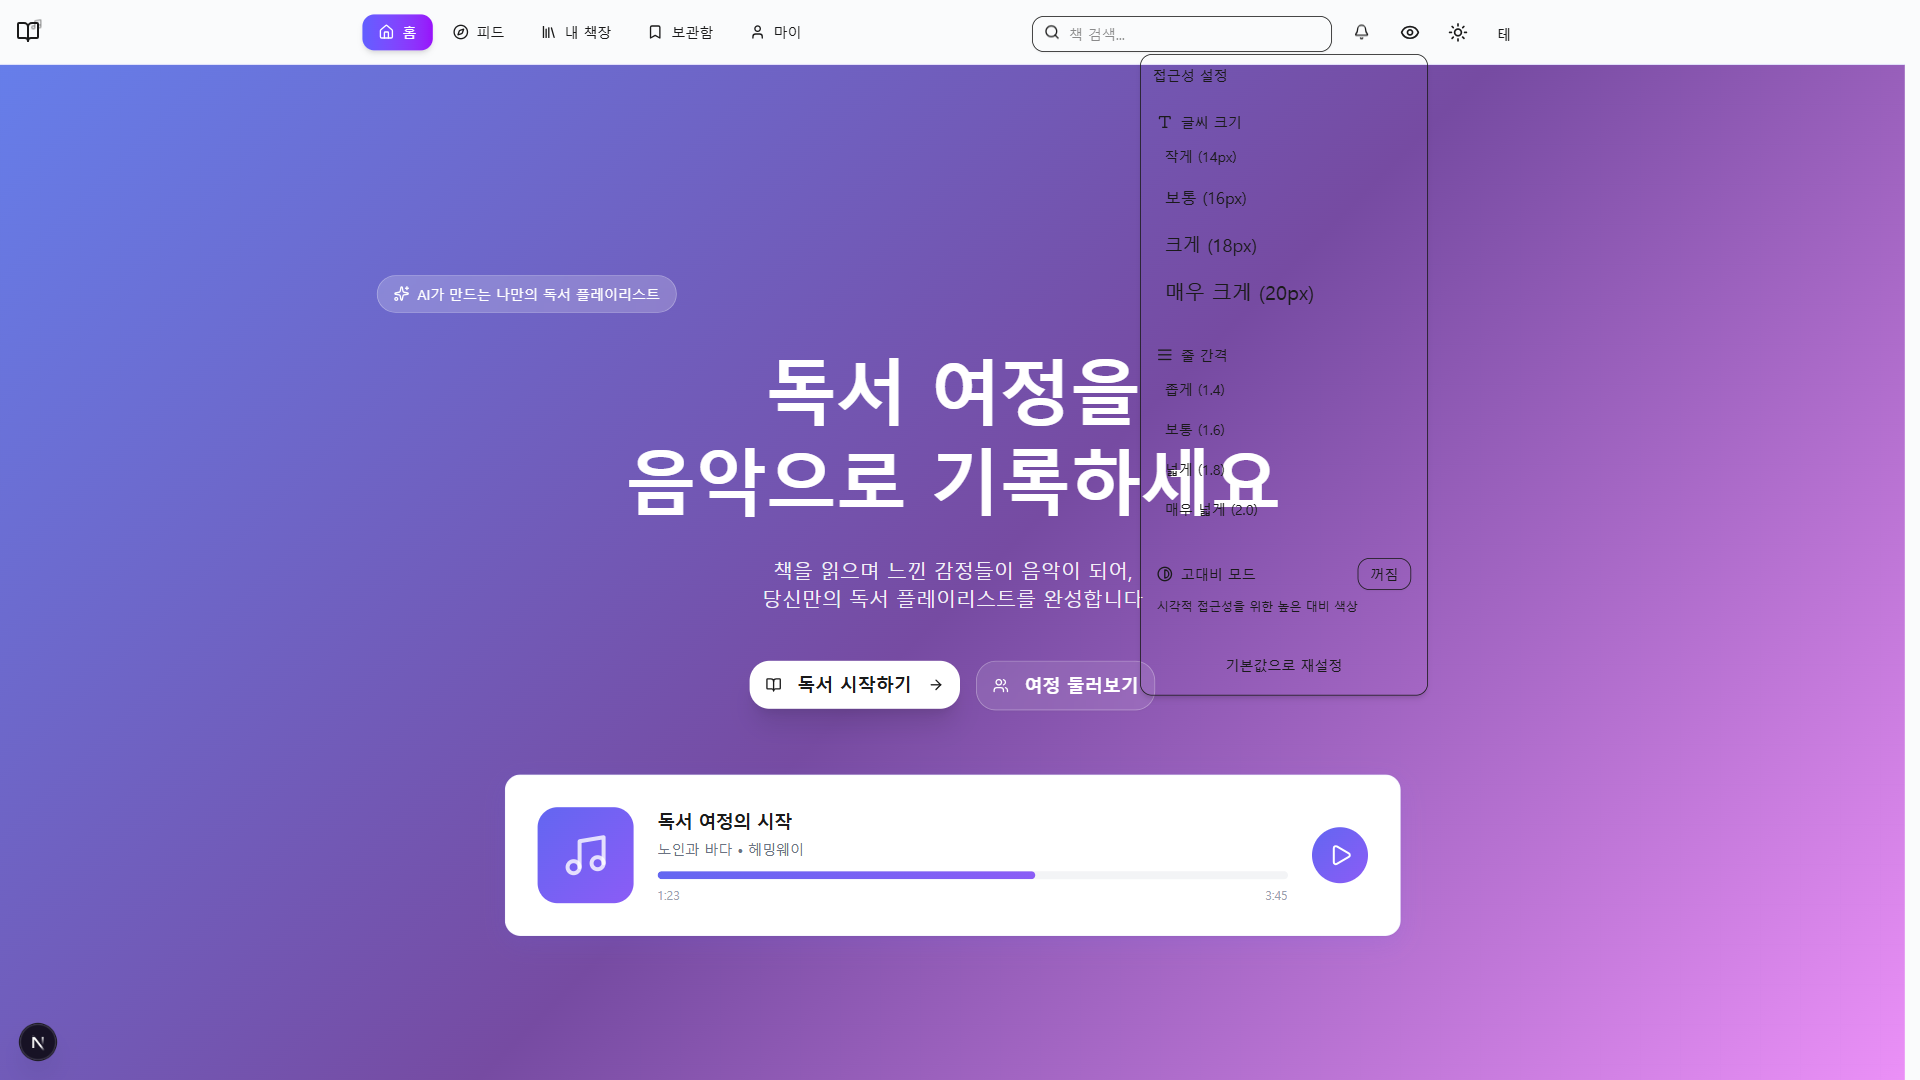 홈
피드
내 책장
보관함
마이
책 검색...
테
접근성 설정
글씨 크기
작게 (14px)
보통 (16px)
크게 (18px)
매우 크게 (20px)
줄 간격
좁게 (1.4)
보통 (1.6)
넓게 (1.8)
매우 넓게 (2.0)
고대비 모드
꺼짐
시각적 접근성을 위한 높은 대비 색상
기본값으로 재설정
AI가 만드는 나만의 독서 플레이리스트
독서 여정을
음악으로 기록하세요
책을 읽으며 느낀 감정들이 음악이 되어,
당신만의 독서 플레이리스트를 완성합니다
독서 시작하기
여정 둘러보기
독서 여정의 시작
노인과 바다 • 헤밍웨이
1:23
3:45
N